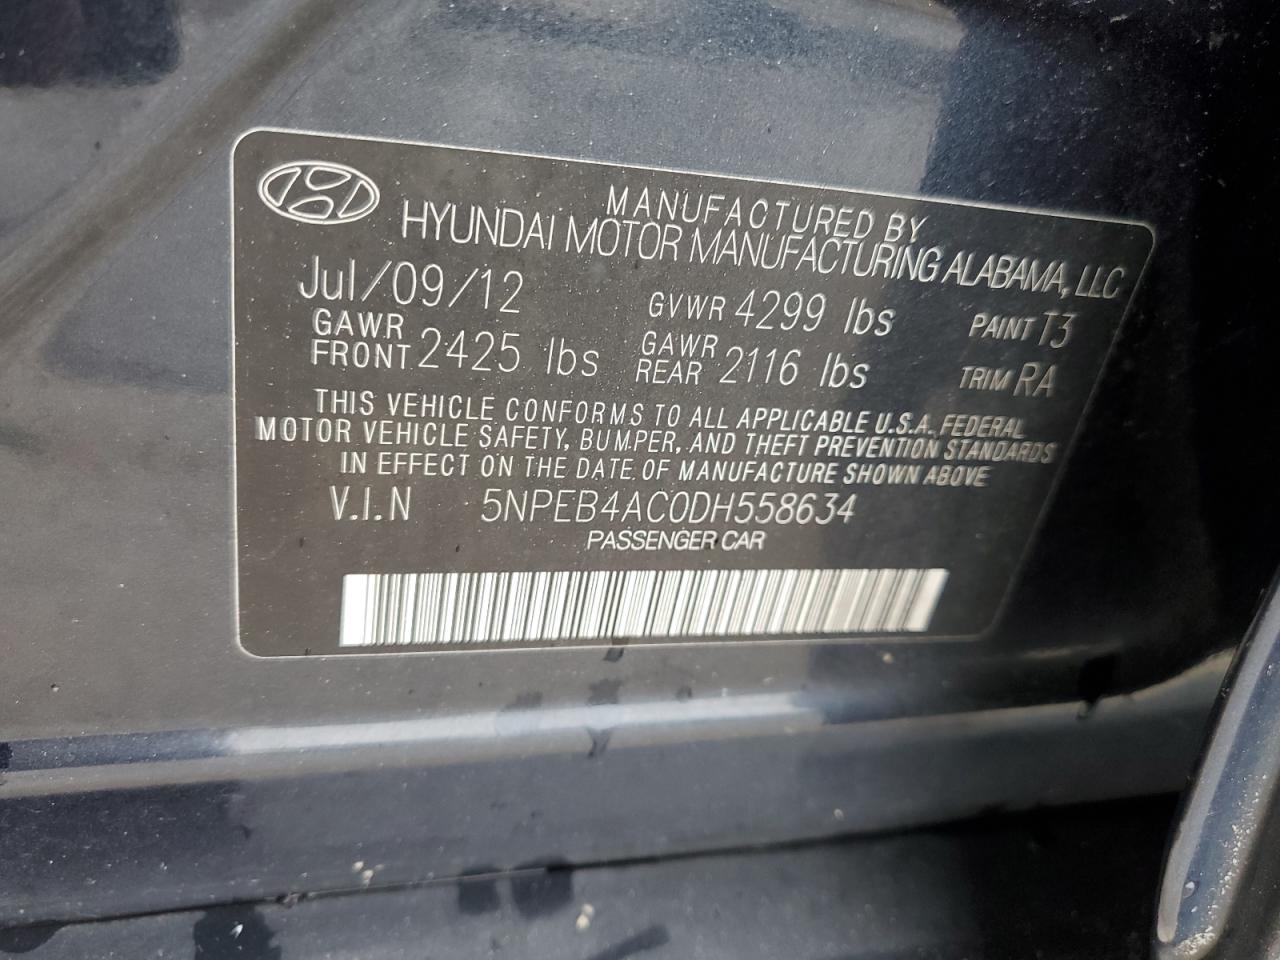 MANUFACTURED BY
HYUNDAI MOTOR MANUFACTURING ALABAMA, LLC
Jul/09/12 GVWR 4299 lbs PAINT T3
GAWR FRONT 2425 lbs GAWR REAR 2116 lbs TRIM RA
THIS VEHICLE CONFORMS TO ALL APPLICABLE U.S.A. FEDERAL
MOTOR VEHICLE SAFETY, BUMPER, AND THEFT PREVENTION STANDARDS
IN EFFECT ON THE DATE OF MANUFACTURE SHOWN ABOVE
V.I.N 5NPEB4AC0DH558634
PASSENGER CAR